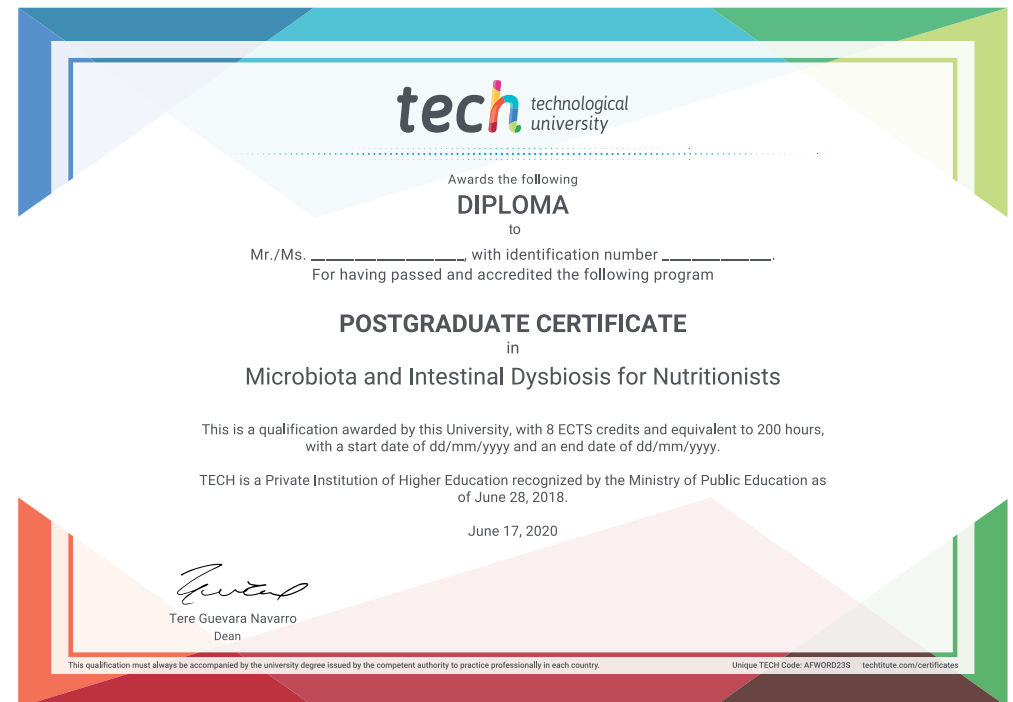 tech technological
university
Awards the following
DIPLOMA
to
Mr./Ms. __________________, with identification number _____________.
For having passed and accredited the following program
POSTGRADUATE CERTIFICATE
in
Microbiota and Intestinal Dysbiosis for Nutritionists
This is a qualification awarded by this University, with 8 ECTS credits and equivalent to 200 hours,
with a start date of dd/mm/yyyy and an end date of dd/mm/yyyy.
TECH is a Private Institution of Higher Education recognized by the Ministry of Public Education as
of June 28, 2018.
June 17, 2020
Tere Guevara Navarro
Dean
This qualification must always be accompanied by the university degree issued by the competent authority to practice professionally in each country. Unique TECH Code: AFWORD23S techtitute.com/certificates